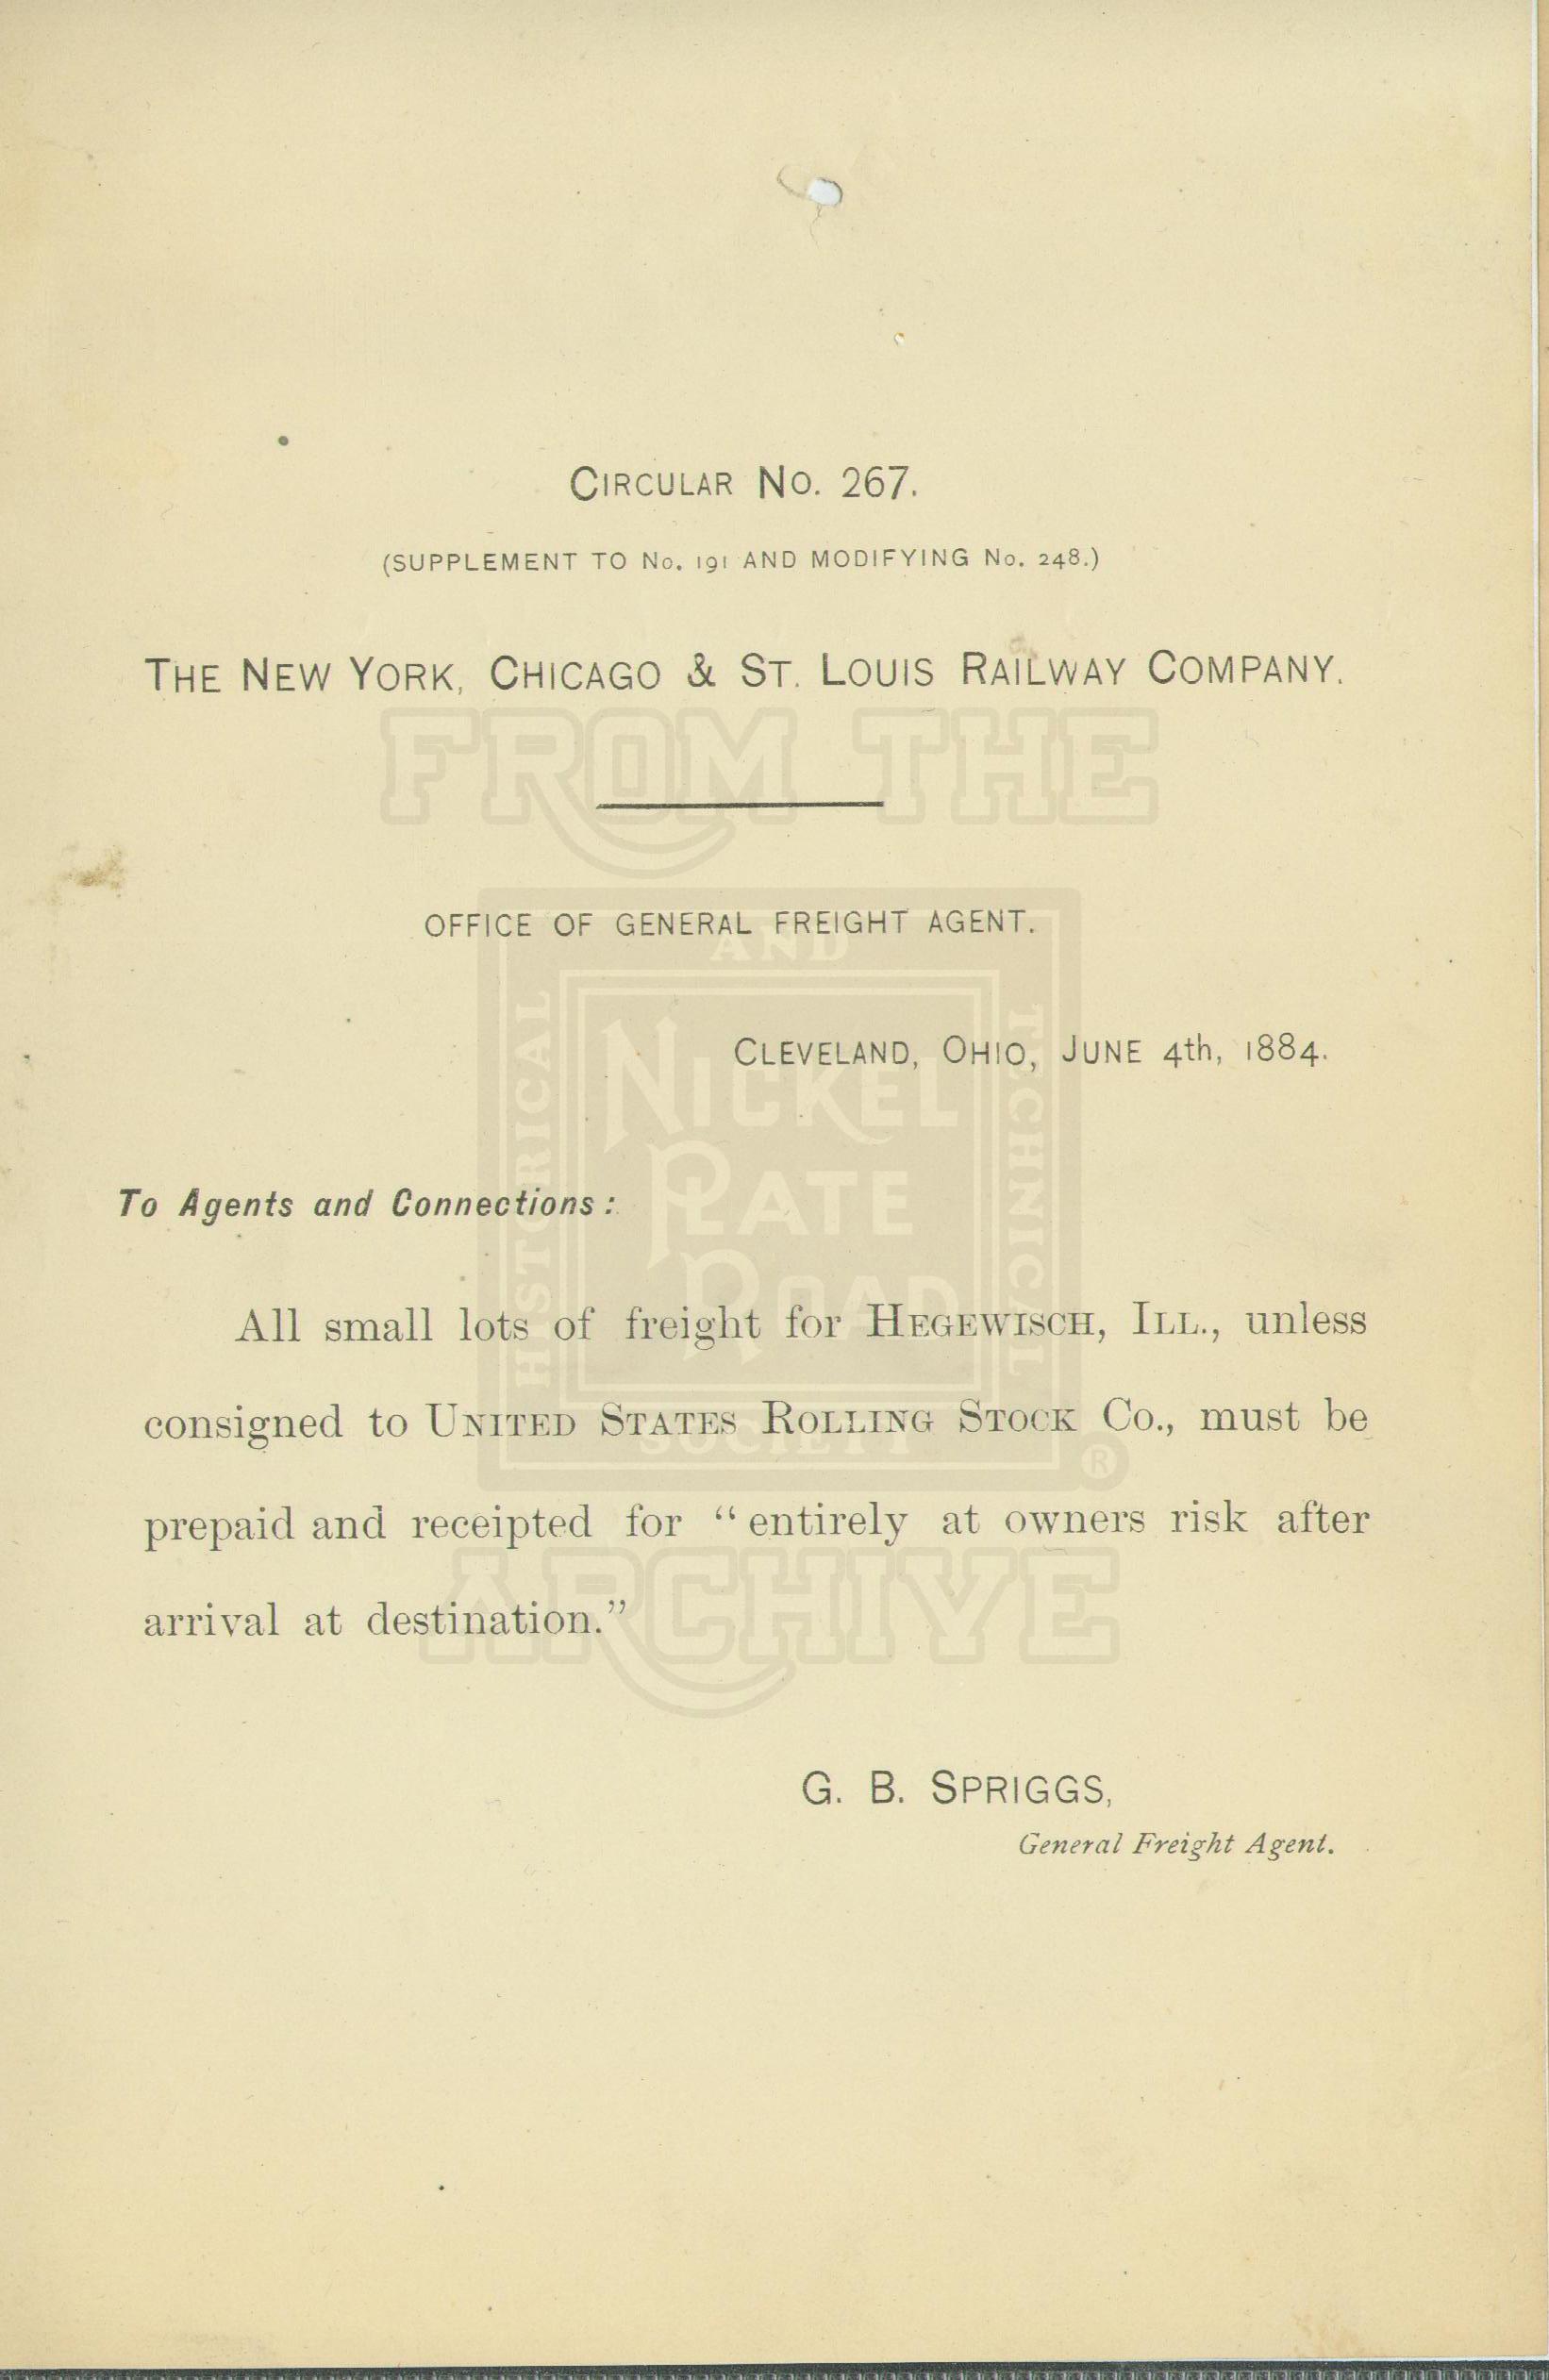 CIRCULAR NO. 267.
(SUPPLEMENT TO No. 191 AND MODIFYING No. 248.)
THE NEW YORK, CHICAGO & ST. LOUIS RAILWAY COMPANY.
FROM THE
OFFICE OF GENERAL FREIGHT AGENT.
AND
HISTORICAL
TECHNICAL
CLEVELAND, OHIO, JUNE 4th, 1884.
NICKEL
PLATE
ROAD
To Agents and Connections:
All small lots of freight for HEGEWISCH, ILL., unless
consigned to UNITED STATES ROLLING STOCK Co., must be
SOCIETY
®
prepaid and receipted for “entirely at owners risk after
arrival at destination.”
ARCHIVE
G. B. SPRIGGS,
General Freight Agent.